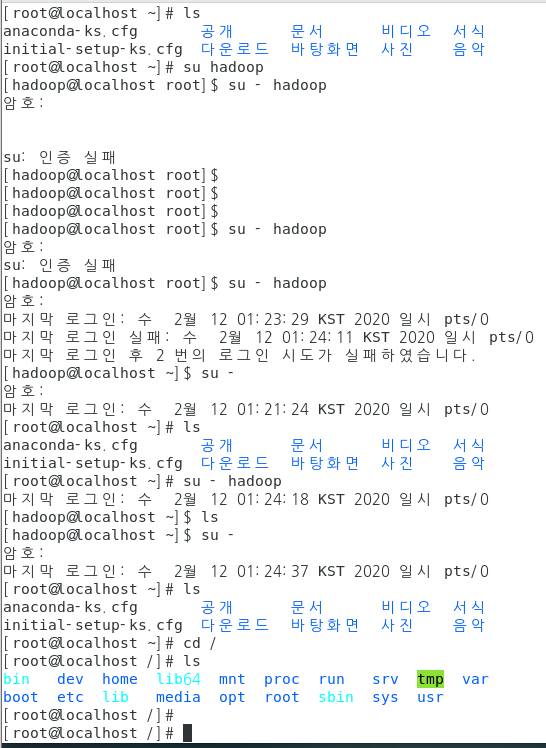 [root@localhost ~]# ls
anaconda-ks.cfg 공개 문서 비디오 서식
initial-setup-ks.cfg 다운로드 바탕화면 사진 음악
[root@localhost ~]# su hadoop
[hadoop@localhost root]$ su - hadoop
암호:
su: 인증 실패
[hadoop@localhost root]$
[hadoop@localhost root]$
[hadoop@localhost root]$
[hadoop@localhost root]$ su - hadoop
암호:
su: 인증 실패
[hadoop@localhost root]$ su - hadoop
암호:
마지막 로그인: 수 2월 12 01:23:29 KST 2020 일시 pts/0
마지막 로그인 실패: 수 2월 12 01:24:11 KST 2020 일시 pts/0
마지막 로그인 후 2 번의 로그인 시도가 실패하였습니다.
[hadoop@localhost ~]$ su -
암호:
마지막 로그인: 수 2월 12 01:21:24 KST 2020 일시 pts/0
[root@localhost ~]# ls
anaconda-ks.cfg 공개 문서 비디오 서식
initial-setup-ks.cfg 다운로드 바탕화면 사진 음악
[root@localhost ~]# su - hadoop
마지막 로그인: 수 2월 12 01:24:18 KST 2020 일시 pts/0
[hadoop@localhost ~]$ ls
[hadoop@localhost ~]$ su -
암호:
마지막 로그인: 수 2월 12 01:24:37 KST 2020 일시 pts/0
[root@localhost ~]# ls
anaconda-ks.cfg 공개 문서 비디오 서식
initial-setup-ks.cfg 다운로드 바탕화면 사진 음악
[root@localhost ~]# cd /
[root@localhost /]# ls
bin dev home lib64 mnt proc run srv tmp var
boot etc lib media opt root sbin sys usr
[root@localhost /]#
[root@localhost /]#